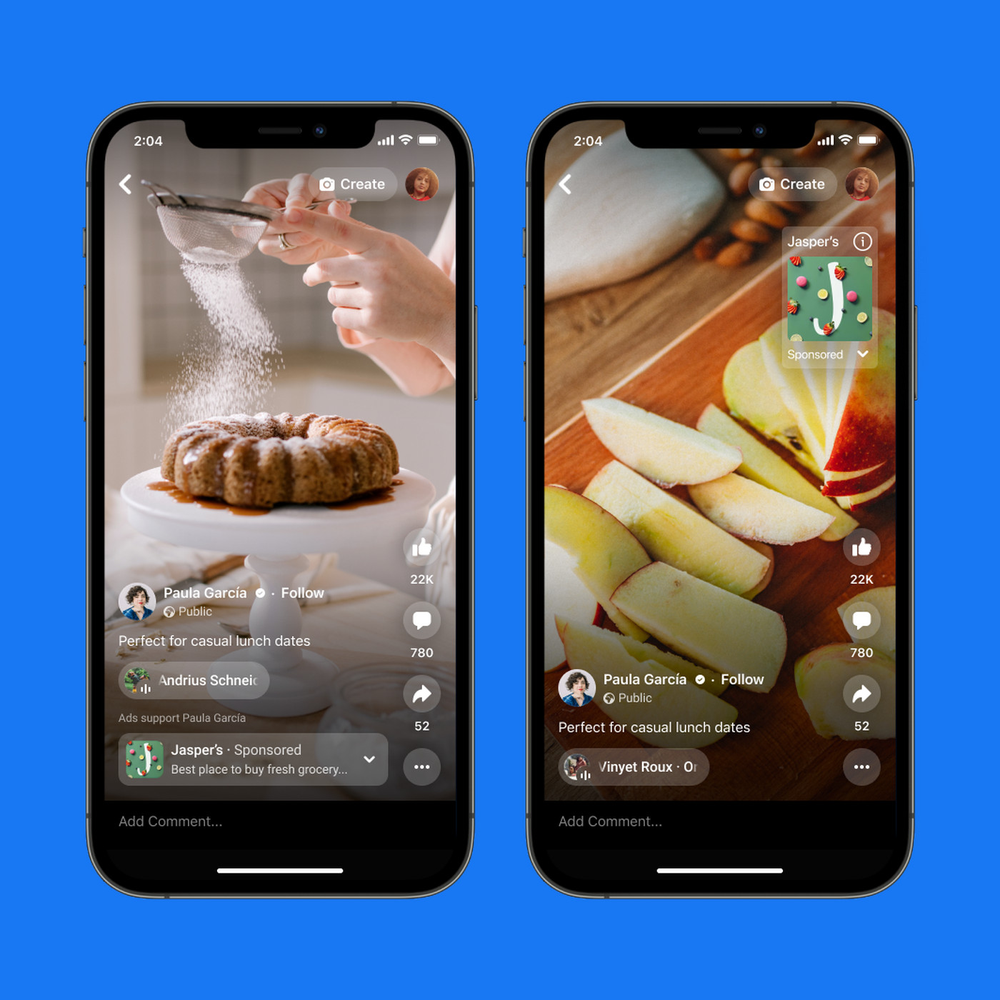 2:04
Create
Paula García · Follow
Public
Perfect for casual lunch dates
Andrius Schnei
Ads support Paula García
Jasper's · Sponsored
Best place to buy fresh grocery...
22K
780
52
Add Comment...
2:04
Create
Jasper's
J
Sponsored
22K
780
52
Paula García · Follow
Public
Perfect for casual lunch dates
Vinyet Roux · Or
Add Comment...